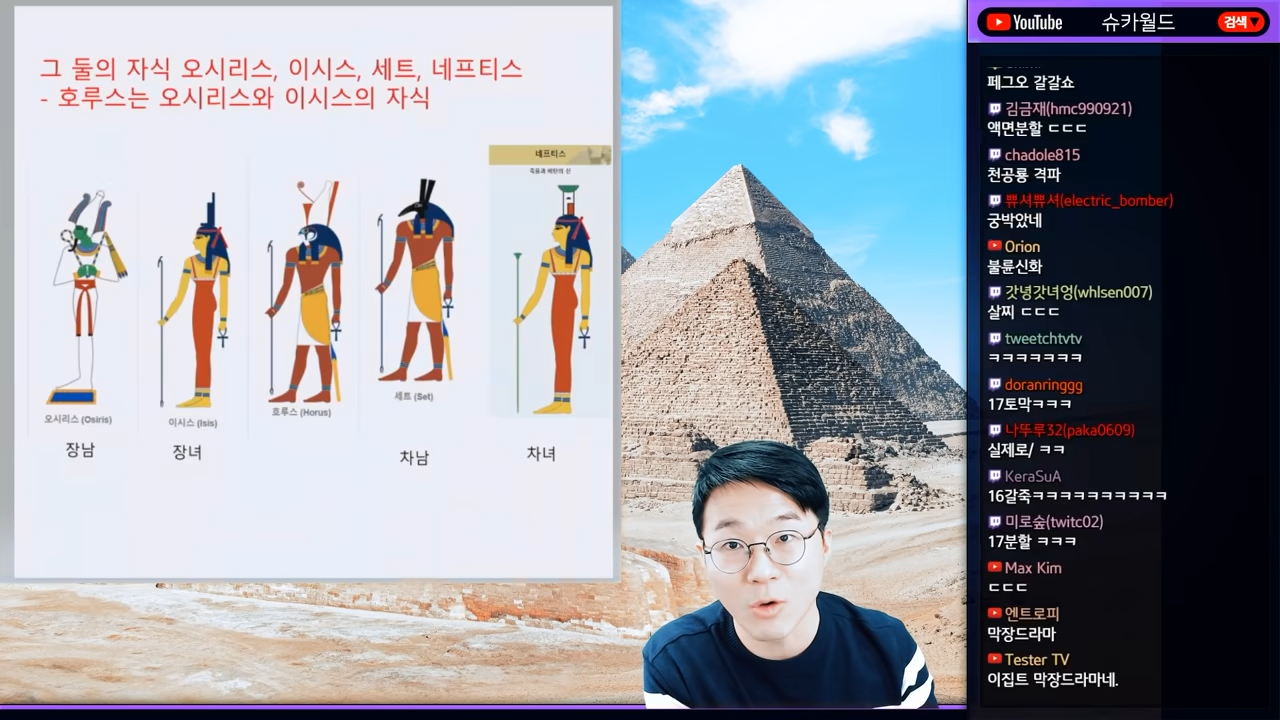 그 둘의 자식 오시리스, 이시스, 세트, 네프티스
- 호루스는 오시리스와 이시스의 자식
네프티스
죽음과 비탄의 신
오시리스 (Osiris)
이시스 (Isis)
호루스 (Horus)
세트 (Set)
장남
장녀
차남
차녀
YouTube 슈카월드 검색
페그오 갈갈쇼
김금재(hmc990921)
액면분할 ㄷㄷㄷ
chadole815
천공룡 격파
쀼셔쀼셔(electric_bomber)
궁박았네
Orion
불륜신화
갓녕갓녀엉(whlsen007)
살찌 ㄷㄷㄷ
tweetchtvtv
ㅋㅋㅋㅋㅋㅋㅋ
doranringgg
17토막ㅋㅋㅋ
나뚜루32(paka0609)
실제로/ ㅋㅋ
KeraSuA
16갈죽ㅋㅋㅋㅋㅋㅋㅋㅋㅋㅋ
미로숲(twitc02)
17분할 ㅋㅋㅋ
Max Kim
ㄷㄷㄷ
엔트로피
막장드라마
Tester TV
이집트 막장드라마네.